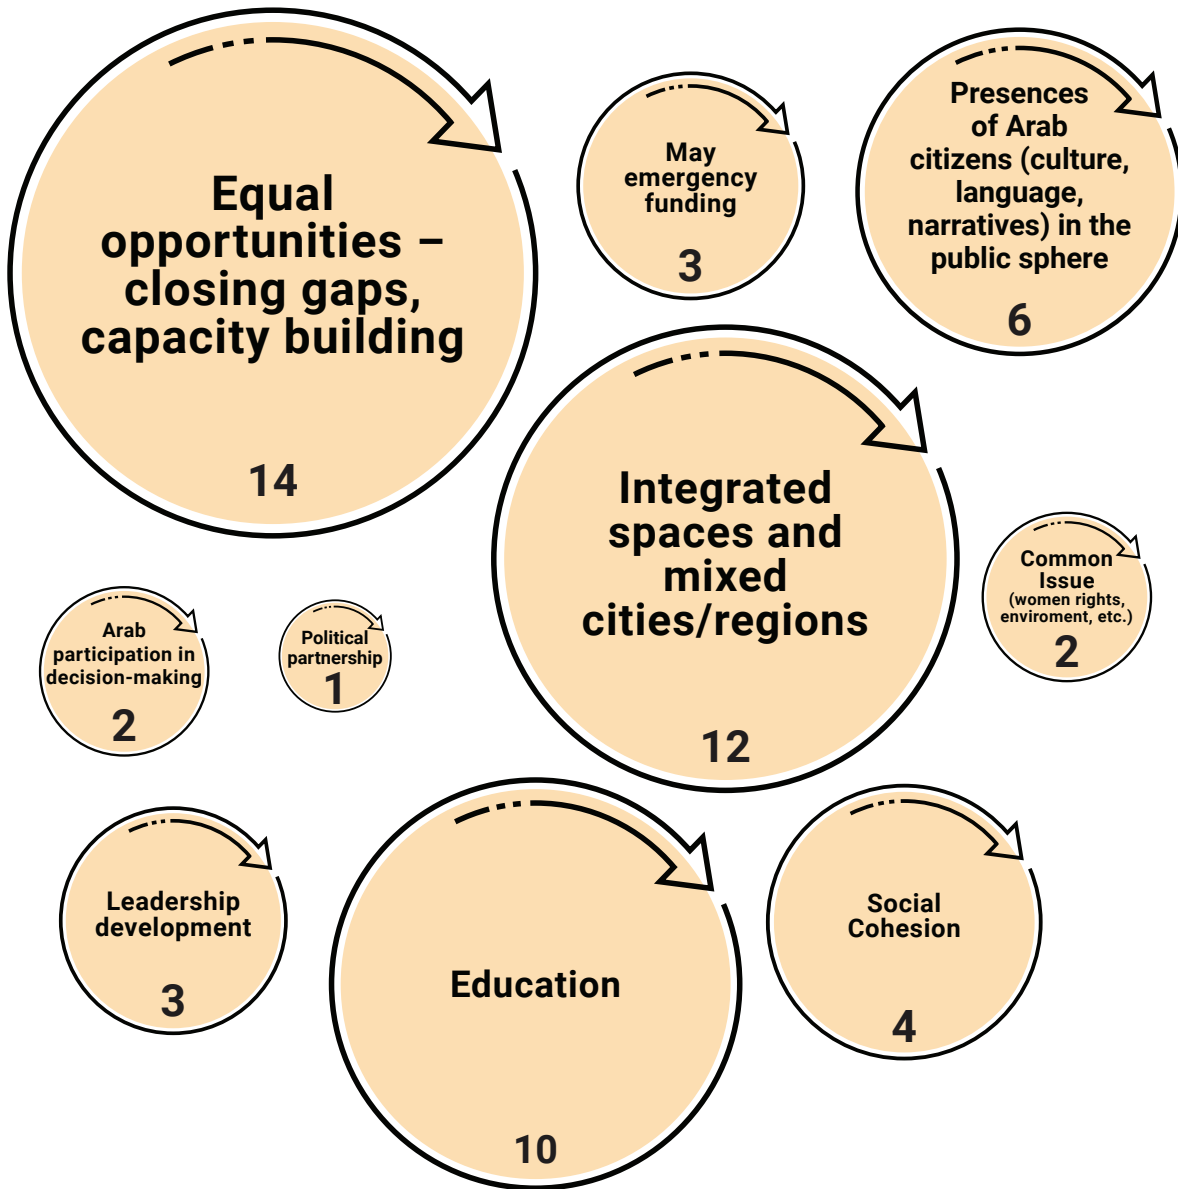 Equal
opportunities –
closing gaps,
capacity building
14
May
emergency
funding
3
Presences
of Arab
citizens (culture,
language,
narratives) in the
public sphere
6
Integrated
spaces and
mixed
cities/regions
12
Common
Issue
(women rights,
enviroment, etc.)
2
Arab
participation in
decision-making
2
Political
partnership
1
Leadership
development
3
Education
10
Social
Cohesion
4